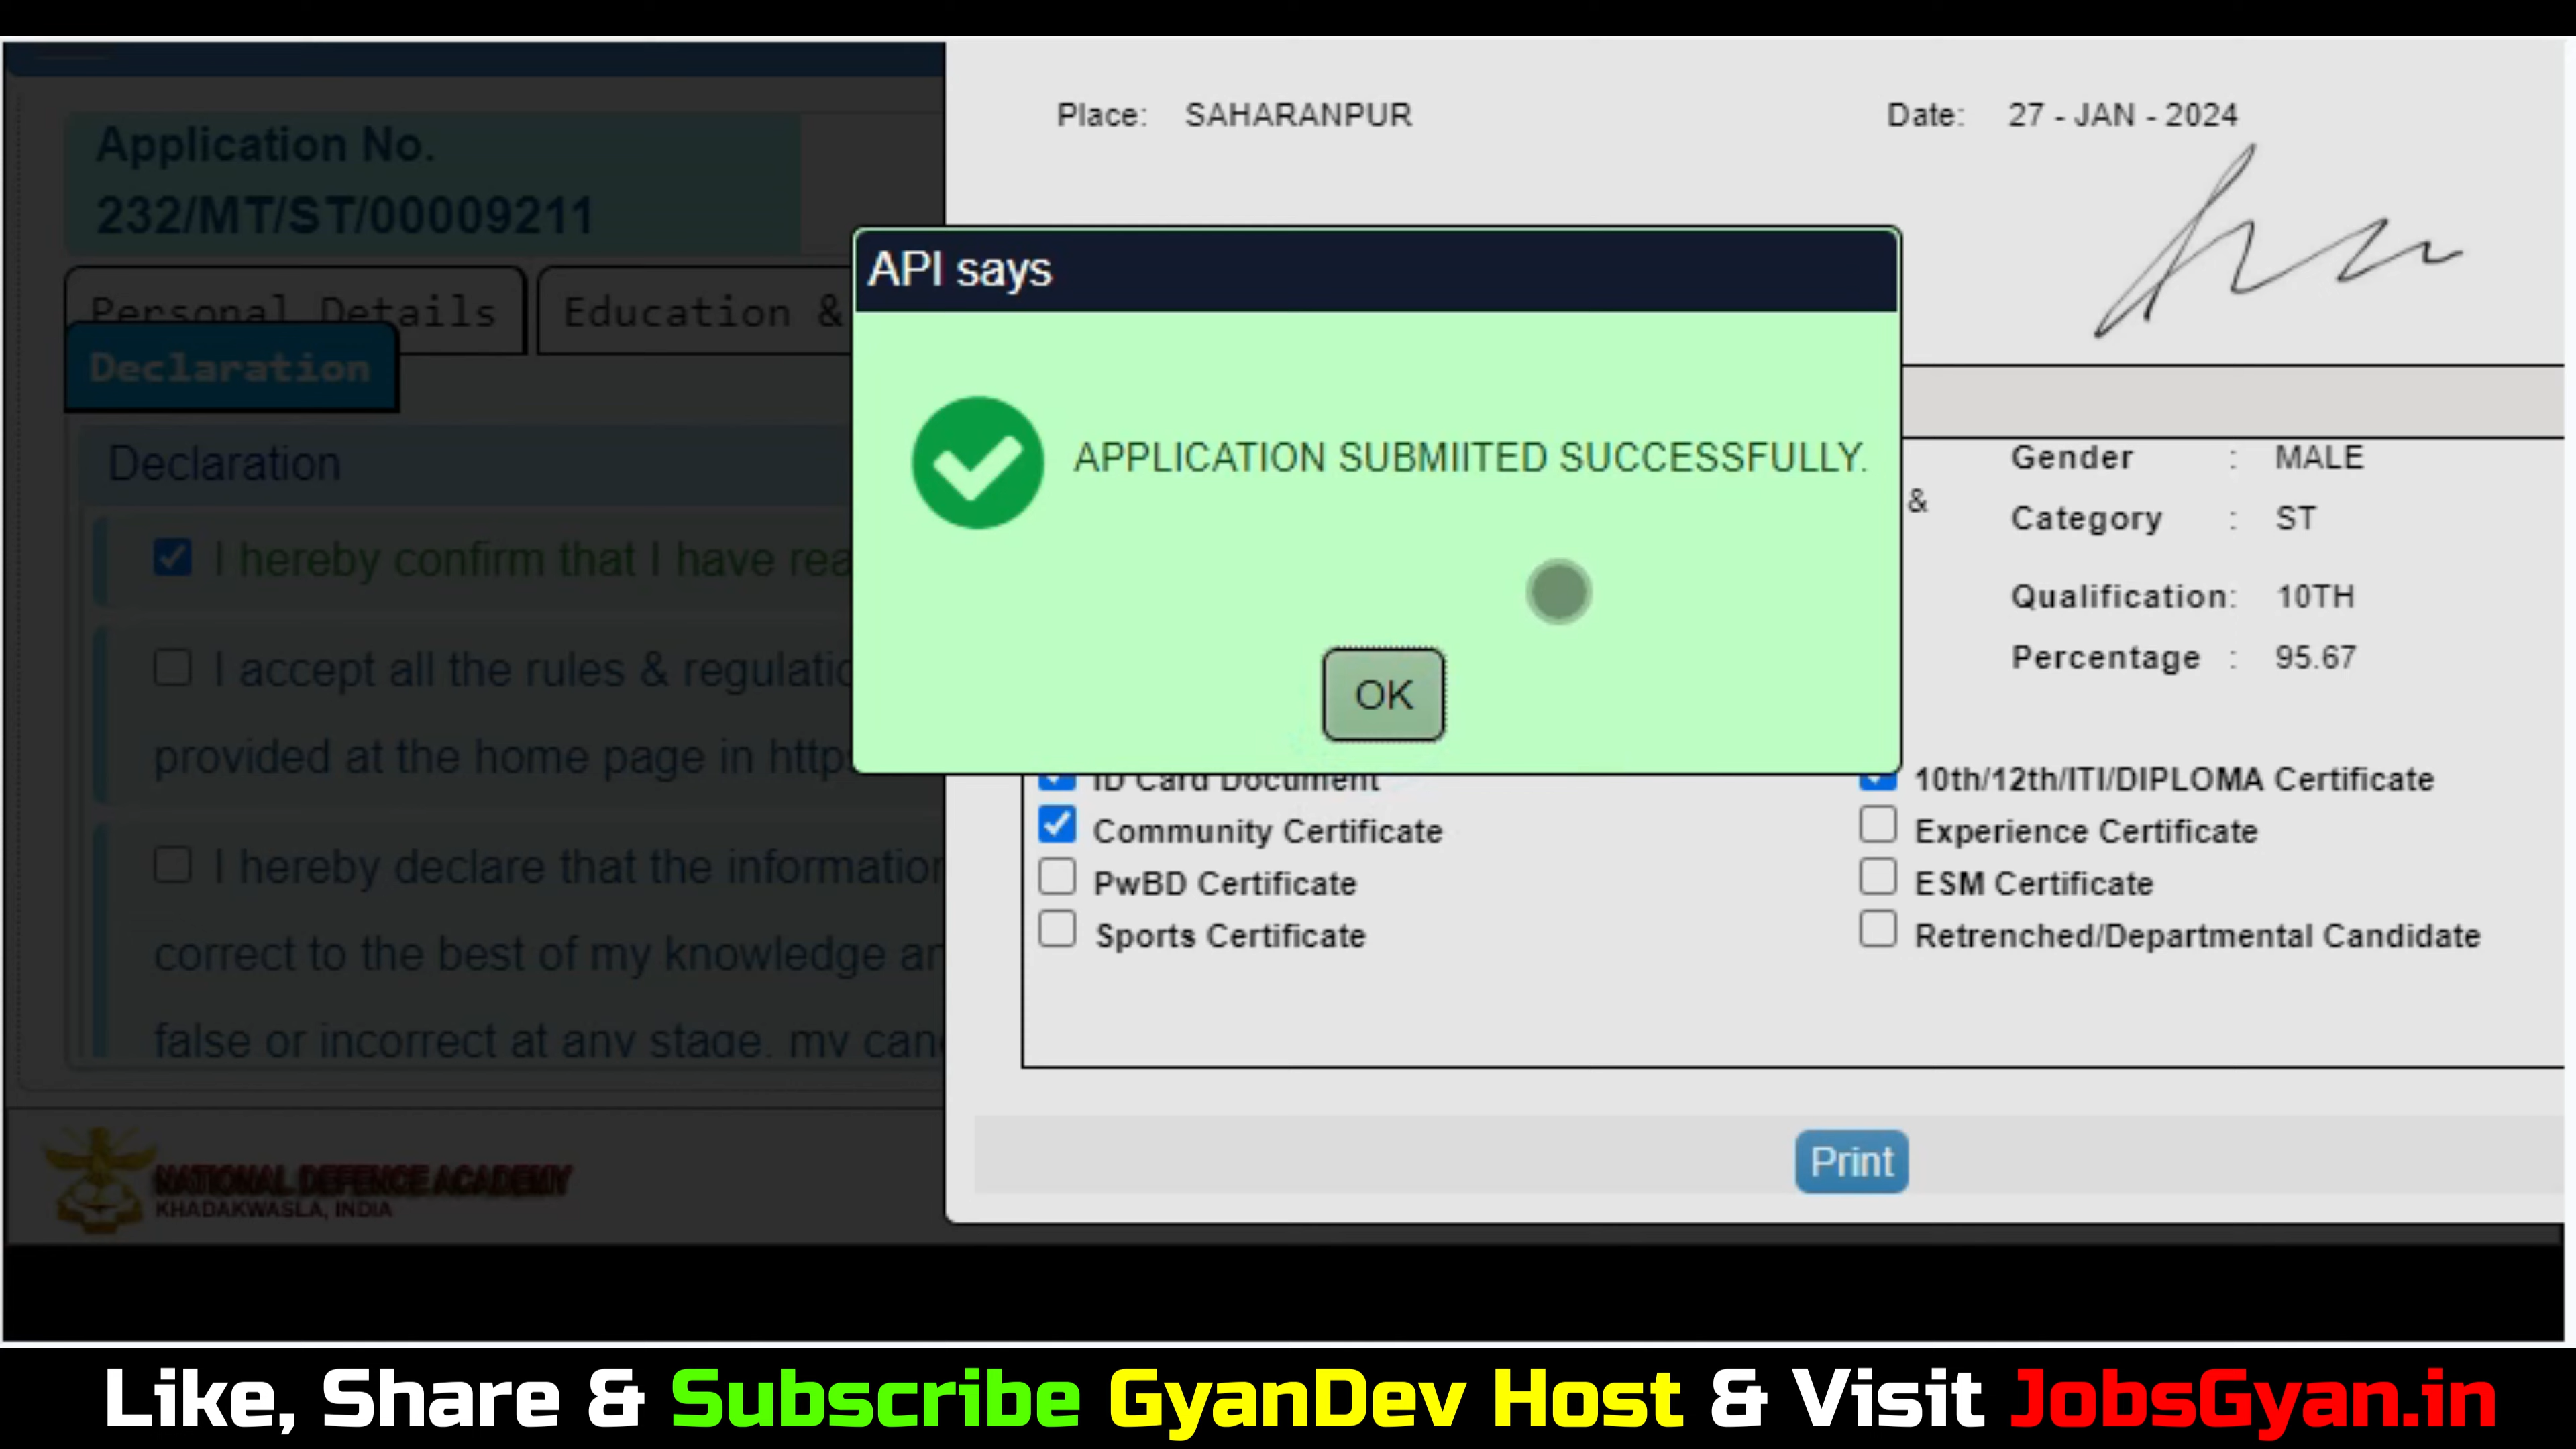 Application No.
232/MT/ST/00009211
Personal Details
Education &
Declaration
Declaration
I hereby confirm that I have rea
I accept all the rules & regulatio
provided at the home page in http
I hereby declare that the information
correct to the best of my knowledge an
false or incorrect at any stage, my can
NATIONAL DEFENCE ACADEMY
KHADAKWASLA, INDIA
Place: SAHARANPUR
Date: 27 - JAN - 2024
API says
APPLICATION SUBMIITED SUCCESSFULLY.
OK
&
Gender : MALE
Category : ST
Qualification: 10TH
Percentage : 95.67
ID Card Document
10th/12th/ITI/DIPLOMA Certificate
Community Certificate
Experience Certificate
PwBD Certificate
ESM Certificate
Sports Certificate
Retrenched/Departmental Candidate
Print
Like, Share & Subscribe GyanDev Host & Visit JobsGyan.in